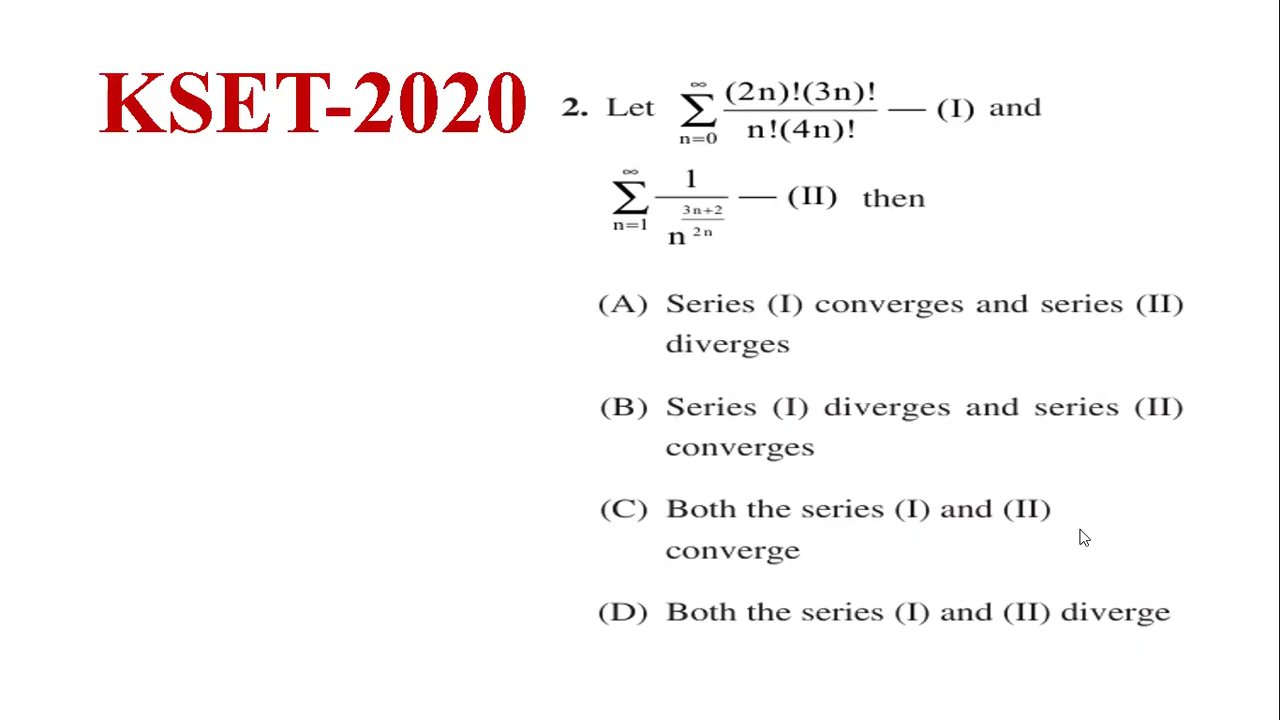 KSET-2020
2. Let ∞ ∑ n=0 (2n)!(3n)! / n!(4n)! — (I) and
∞ ∑ n=1 1 / n^((3n+2)/2n) — (II) then
(A) Series (I) converges and series (II)
diverges
(B) Series (I) diverges and series (II)
converges
(C) Both the series (I) and (II)
converge
(D) Both the series (I) and (II) diverge